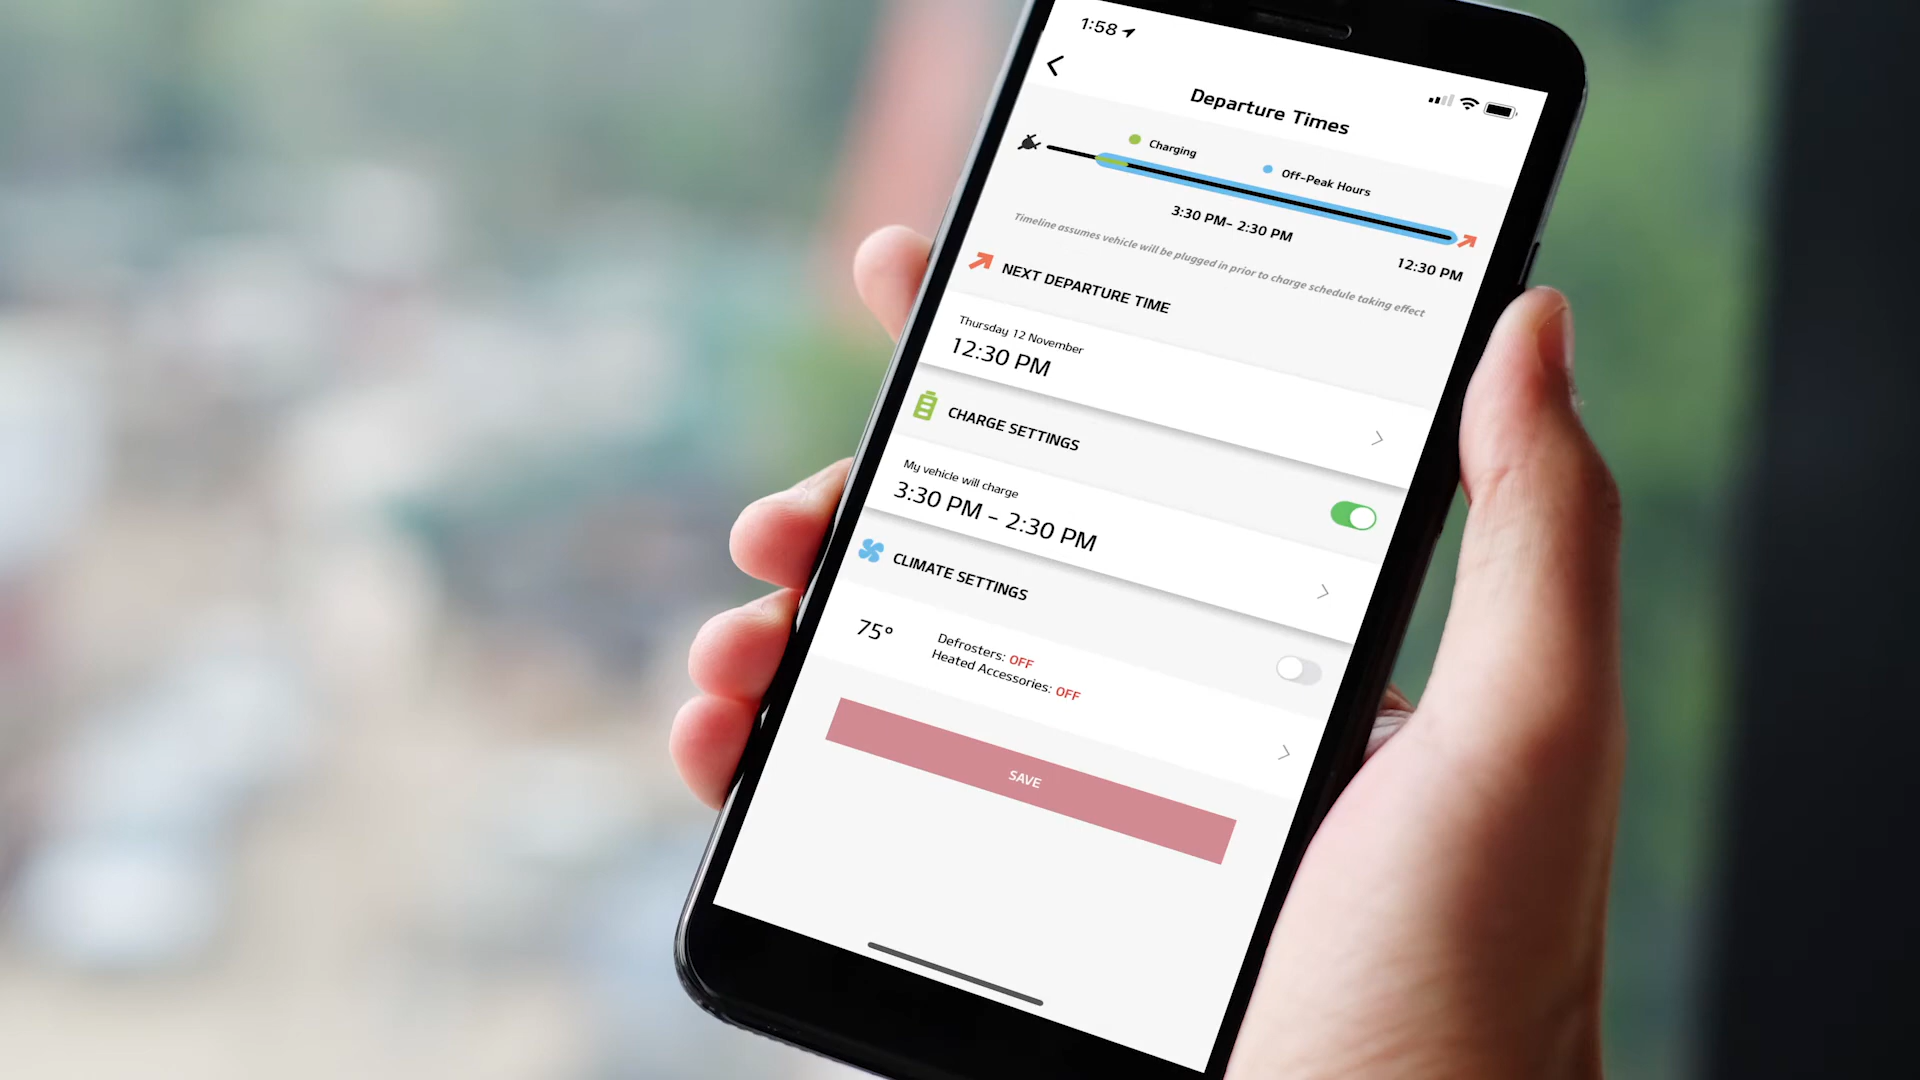 1:58
Departure Times
Charging
Off-Peak Hours
3:30 PM- 2:30 PM
12:30 PM
Timeline assumes vehicle will be plugged in prior to charge schedule taking effect
NEXT DEPARTURE TIME
Thursday 12 November
12:30 PM
CHARGE SETTINGS
My vehicle will charge
3:30 PM - 2:30 PM
CLIMATE SETTINGS
75°
Defrosters: OFF
Heated Accessories: OFF
SAVE